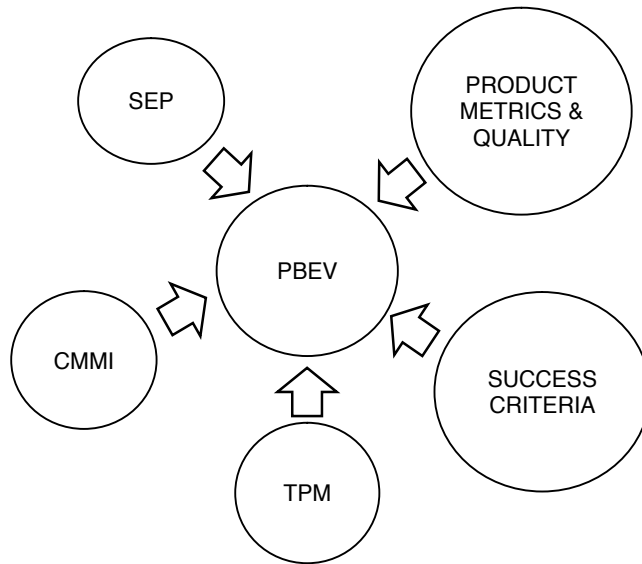 SEP
PRODUCT
METRICS &
QUALITY
PBEV
CMMI
SUCCESS
CRITERIA
TPM